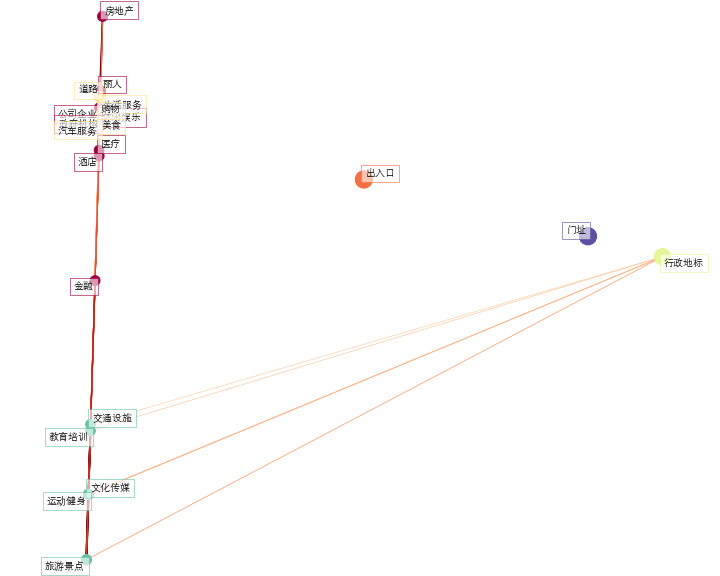 房地产
丽人
道路
生活服务
购物
公司企业
休闲娱乐
政府机构
美食
汽车服务
医疗
酒店
出入口
门址
行政地标
金融
交通设施
教育培训
文化传媒
运动健身
旅游景点